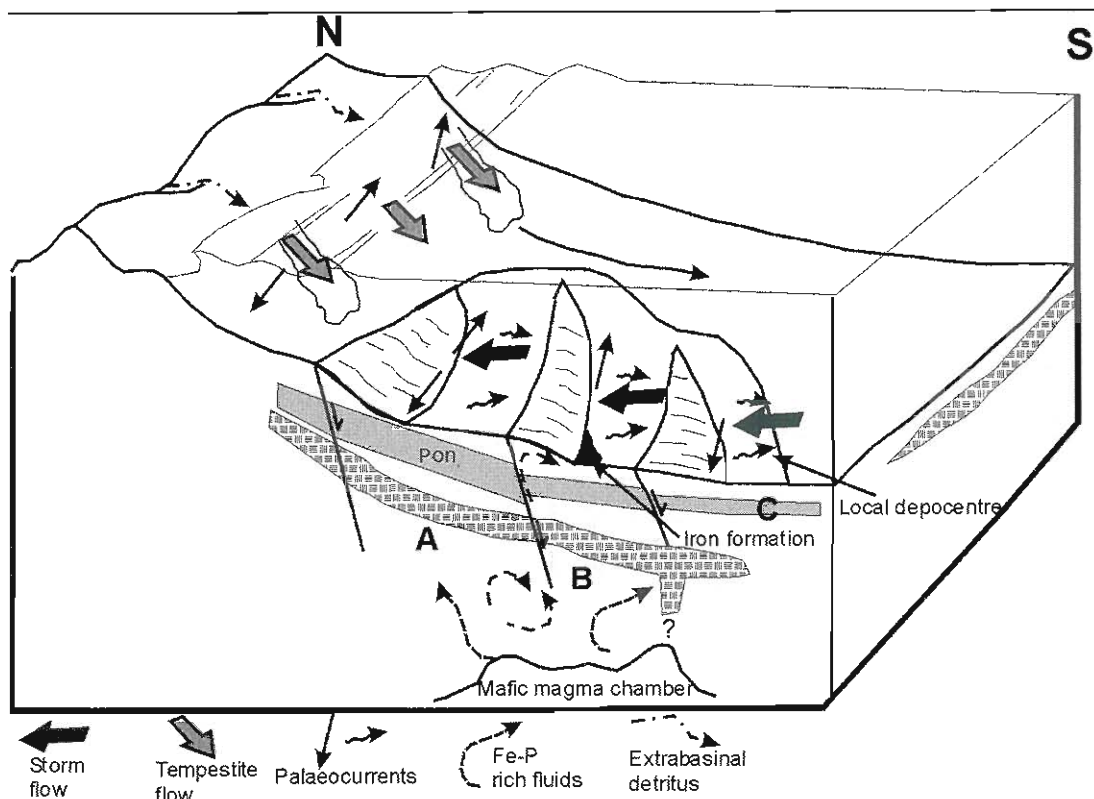 N
S
Pon
C
Local depocentre
Iron formation
A
B
?
Mafic magma chamber
Storm
flow
Tempestite
flow
Palaeocurrents
Fe-P
rich fluids
Extrabasinal
detritus